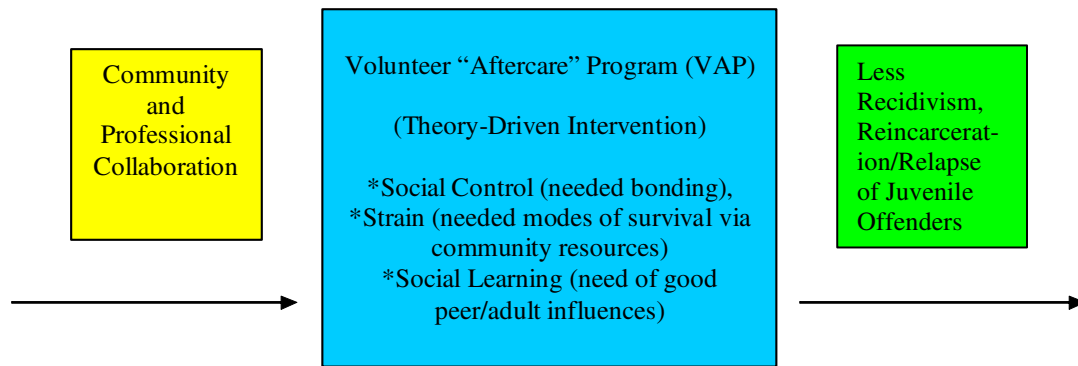 Community
and
Professional
Collaboration
Volunteer “Aftercare” Program (VAP)
(Theory-Driven Intervention)
*Social Control (needed bonding),
*Strain (needed modes of survival via
community resources)
*Social Learning (need of good
peer/adult influences)
Less
Recidivism,
Reincarcerat-
ion/Relapse
of Juvenile
Offenders